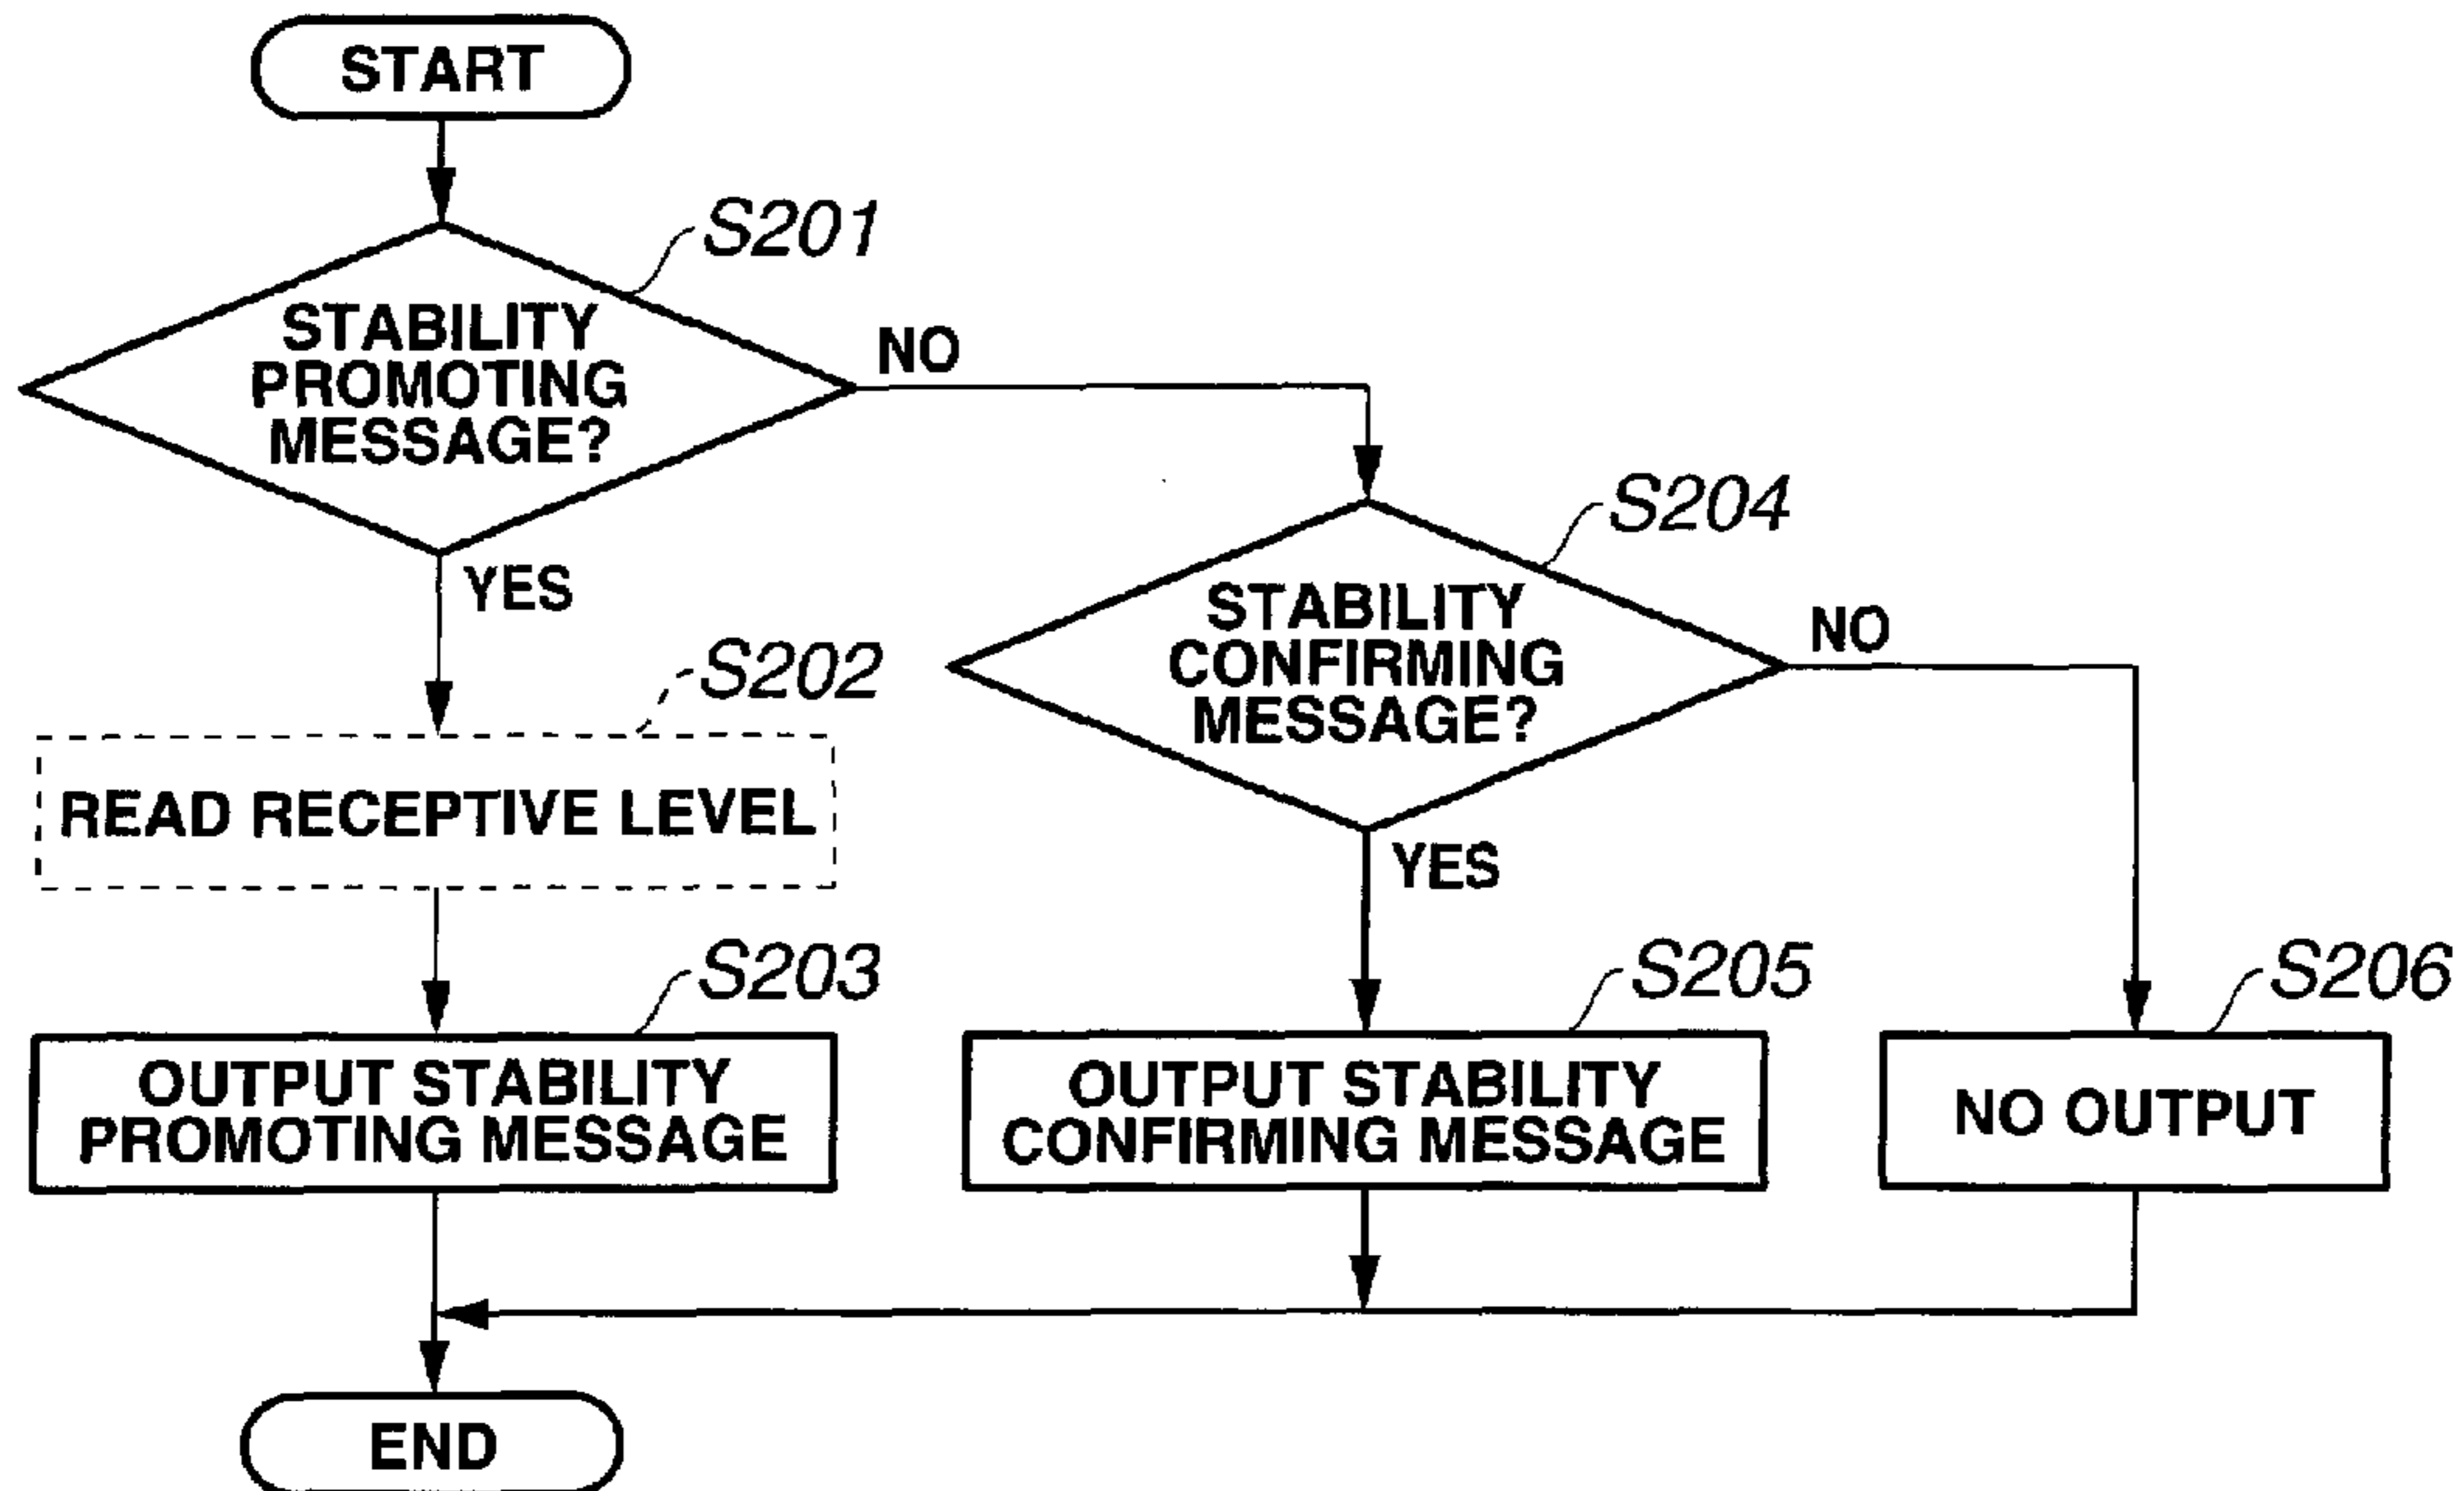 START
S201
STABILITY
PROMOTING
MESSAGE?
NO
YES
S202
READ RECEPTIVE LEVEL
S203
OUTPUT STABILITY
PROMOTING MESSAGE
S204
STABILITY
CONFIRMING
MESSAGE?
NO
YES
S205
OUTPUT STABILITY
CONFIRMING MESSAGE
S206
NO OUTPUT
END